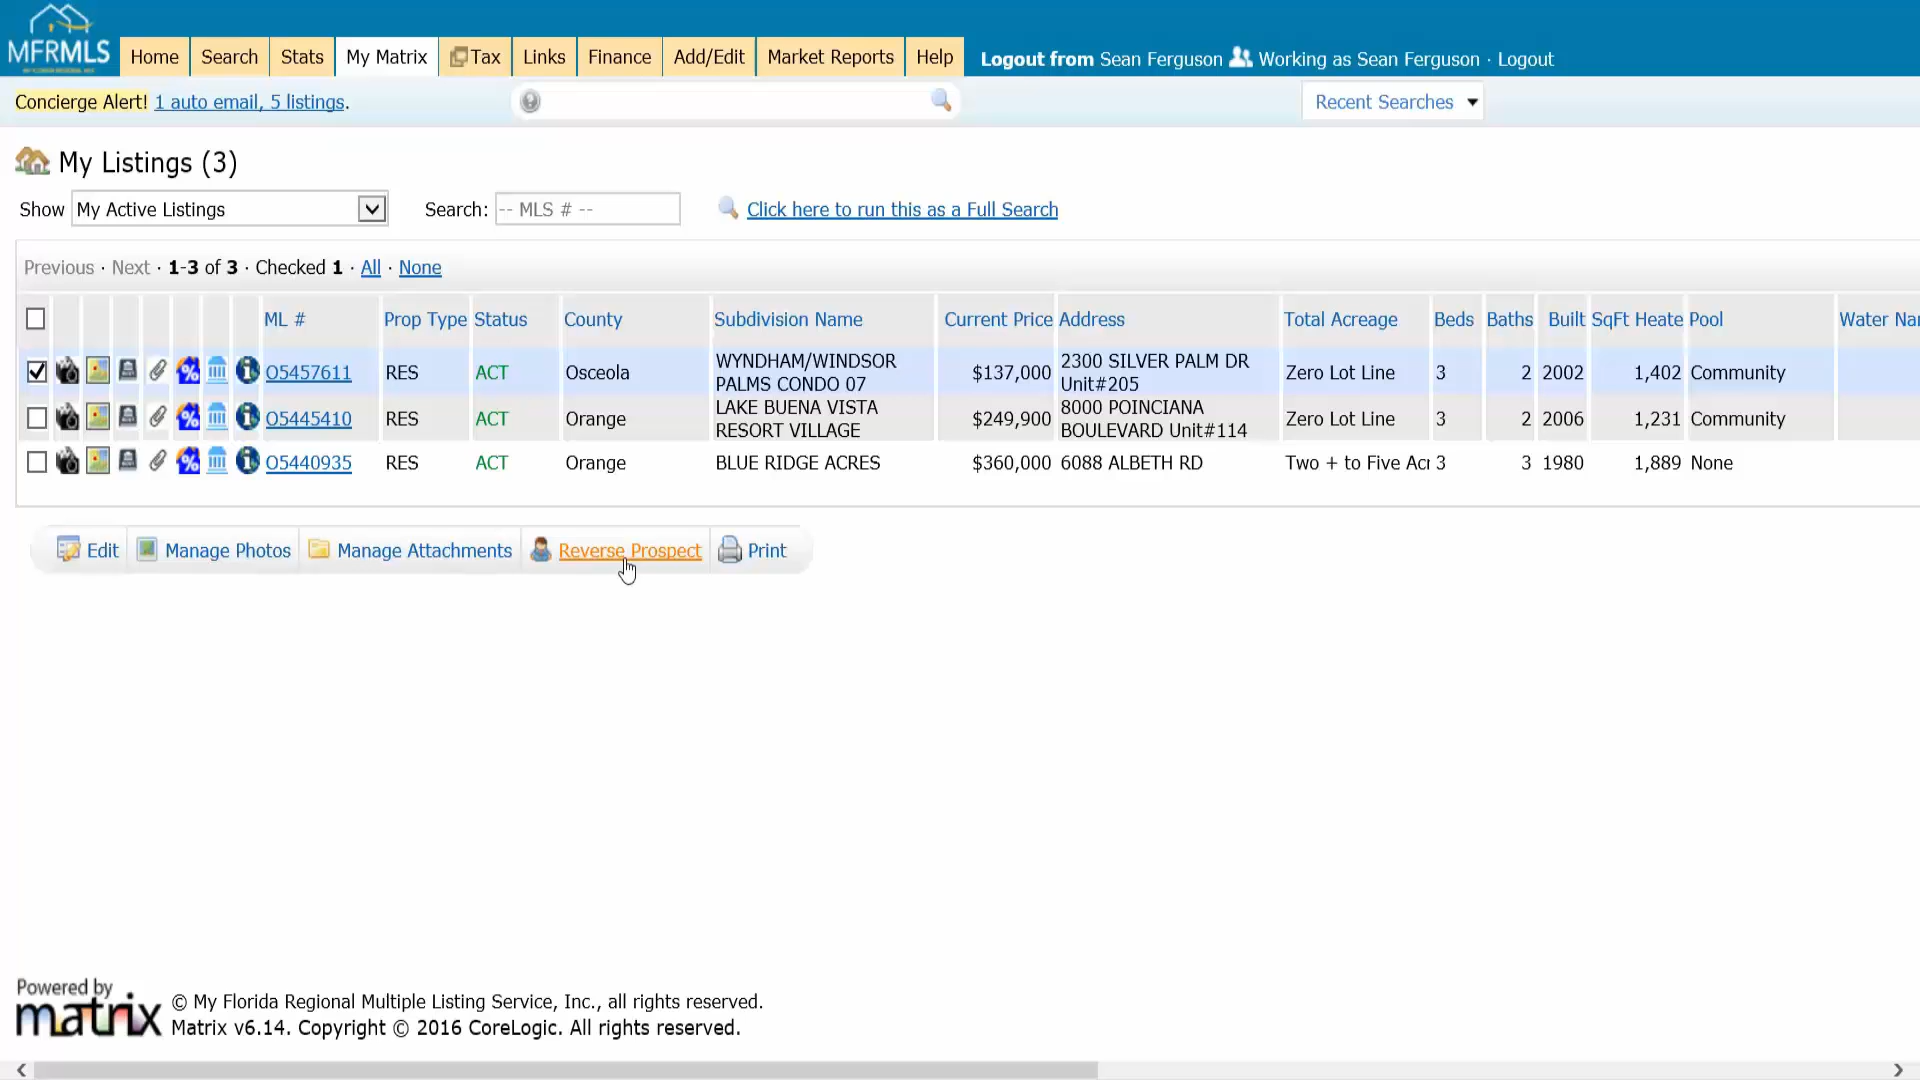 MFRMLS
Home Search Stats My Matrix Tax Links Finance Add/Edit Market Reports Help Logout from Sean Ferguson Working as Sean Ferguson · Logout
Concierge Alert! 1 auto email, 5 listings.
Recent Searches
My Listings (3)
Show My Active Listings Search: -- MLS # -- Click here to run this as a Full Search
Previous · Next · 1-3 of 3 · Checked 1 · All · None
ML # Prop Type Status County Subdivision Name Current Price Address Total Acreage Beds Baths Built SqFt Heate Pool Water Nar
O5457611 RES ACT Osceola WYNDHAM/WINDSOR PALMS CONDO 07 $137,000 2300 SILVER PALM DR Unit#205 Zero Lot Line 3 2 2002 1,402 Community
O5445410 RES ACT Orange LAKE BUENA VISTA RESORT VILLAGE $249,900 8000 POINCIANA BOULEVARD Unit#114 Zero Lot Line 3 2 2006 1,231 Community
O5440935 RES ACT Orange BLUE RIDGE ACRES $360,000 6088 ALBETH RD Two + to Five Acr 3 3 1980 1,889 None
Edit Manage Photos Manage Attachments Reverse Prospect Print
Powered by
matrix
© My Florida Regional Multiple Listing Service, Inc., all rights reserved.
Matrix v6.14. Copyright © 2016 CoreLogic. All rights reserved.